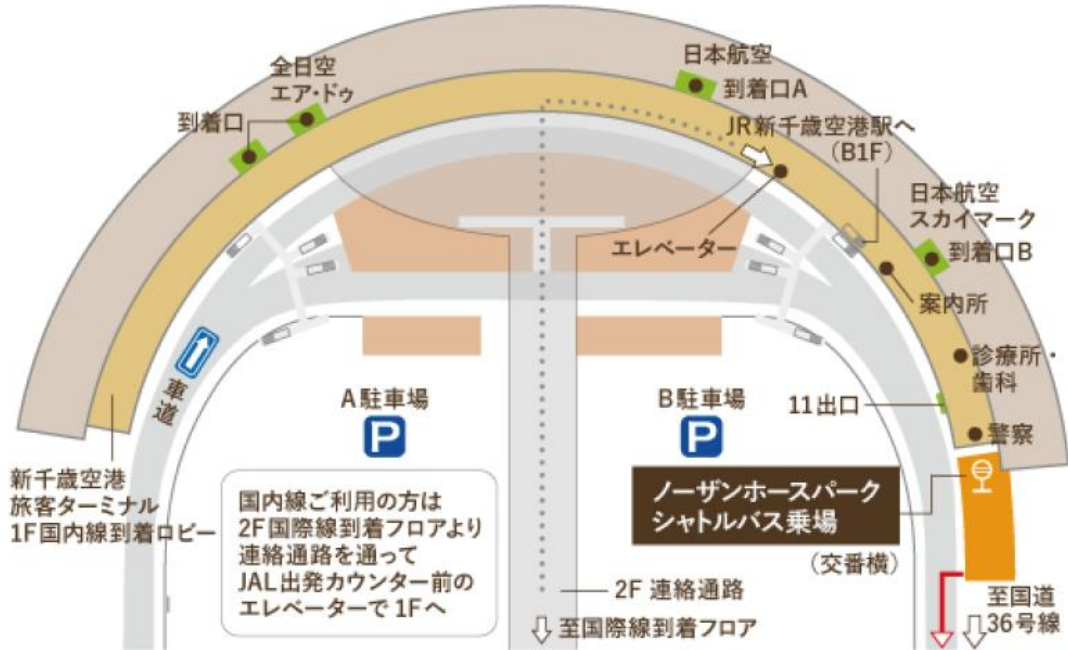 全日空
エア・ドゥ
到着口
日本航空
到着口A
JR新千歳空港駅へ
(B1F)
日本航空
スカイマーク
到着口B
エレベーター
案内所
診療所・
歯科
11出口
警察
車道
A駐車場
P
B駐車場
P
新千歳空港
旅客ターミナル
1F国内線到着ロビー
国内線ご利用の方は
2F国際線到着フロアより
連絡通路を通って
JAL出発カウンター前の
エレベーターで1Fへ
ノーザンホースパーク
シャトルバス乗場
(交番横)
2F 連絡通路
至国際線到着フロア
至国道
36号線